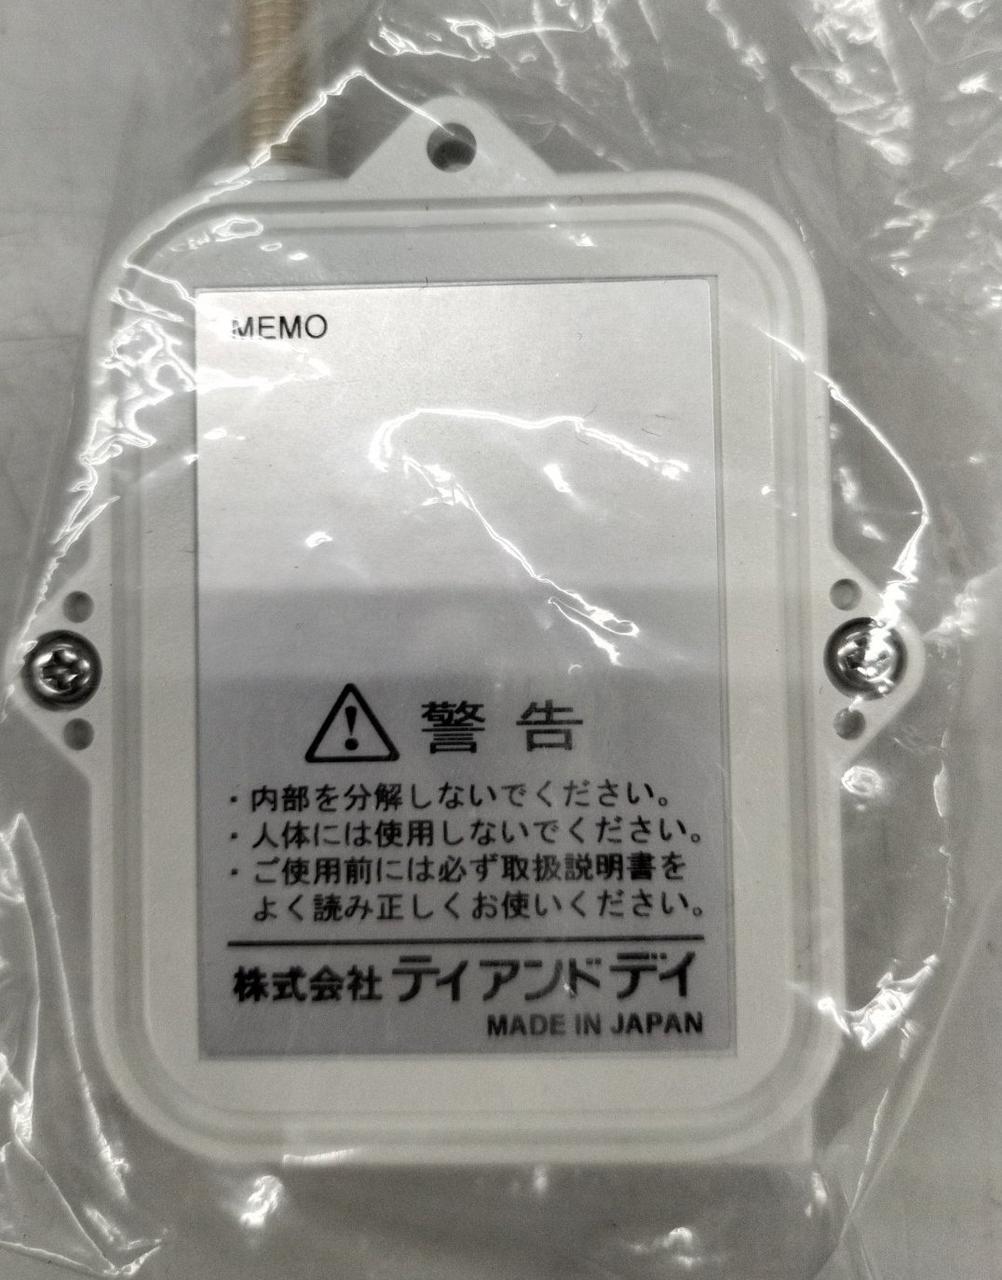 MEMO
警告
・内部を分解しないでください。
・人体には使用しないでください。
・ご使用前には必ず取扱説明書を
よく読み正しくお使いください。
株式会社ティアンドデイ
MADE IN JAPAN